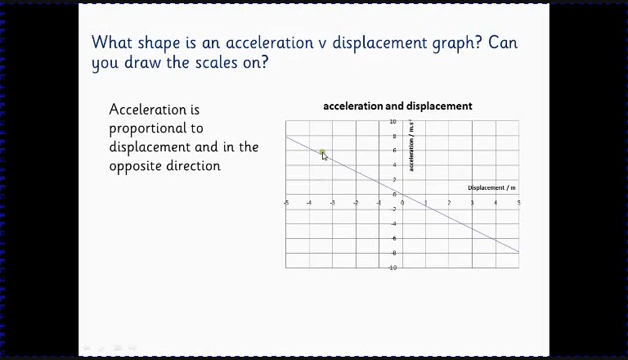 What shape is an acceleration v displacement graph? Can
you draw the scales on?
Acceleration is
proportional to
displacement and in the
opposite direction
acceleration and displacement
acceleration / m.s
Displacement / m
10
8
6
4
2
0
-2
-4
-6
-8
-10
-5 -4 -3 -2 -1 0 1 2 3 4 5